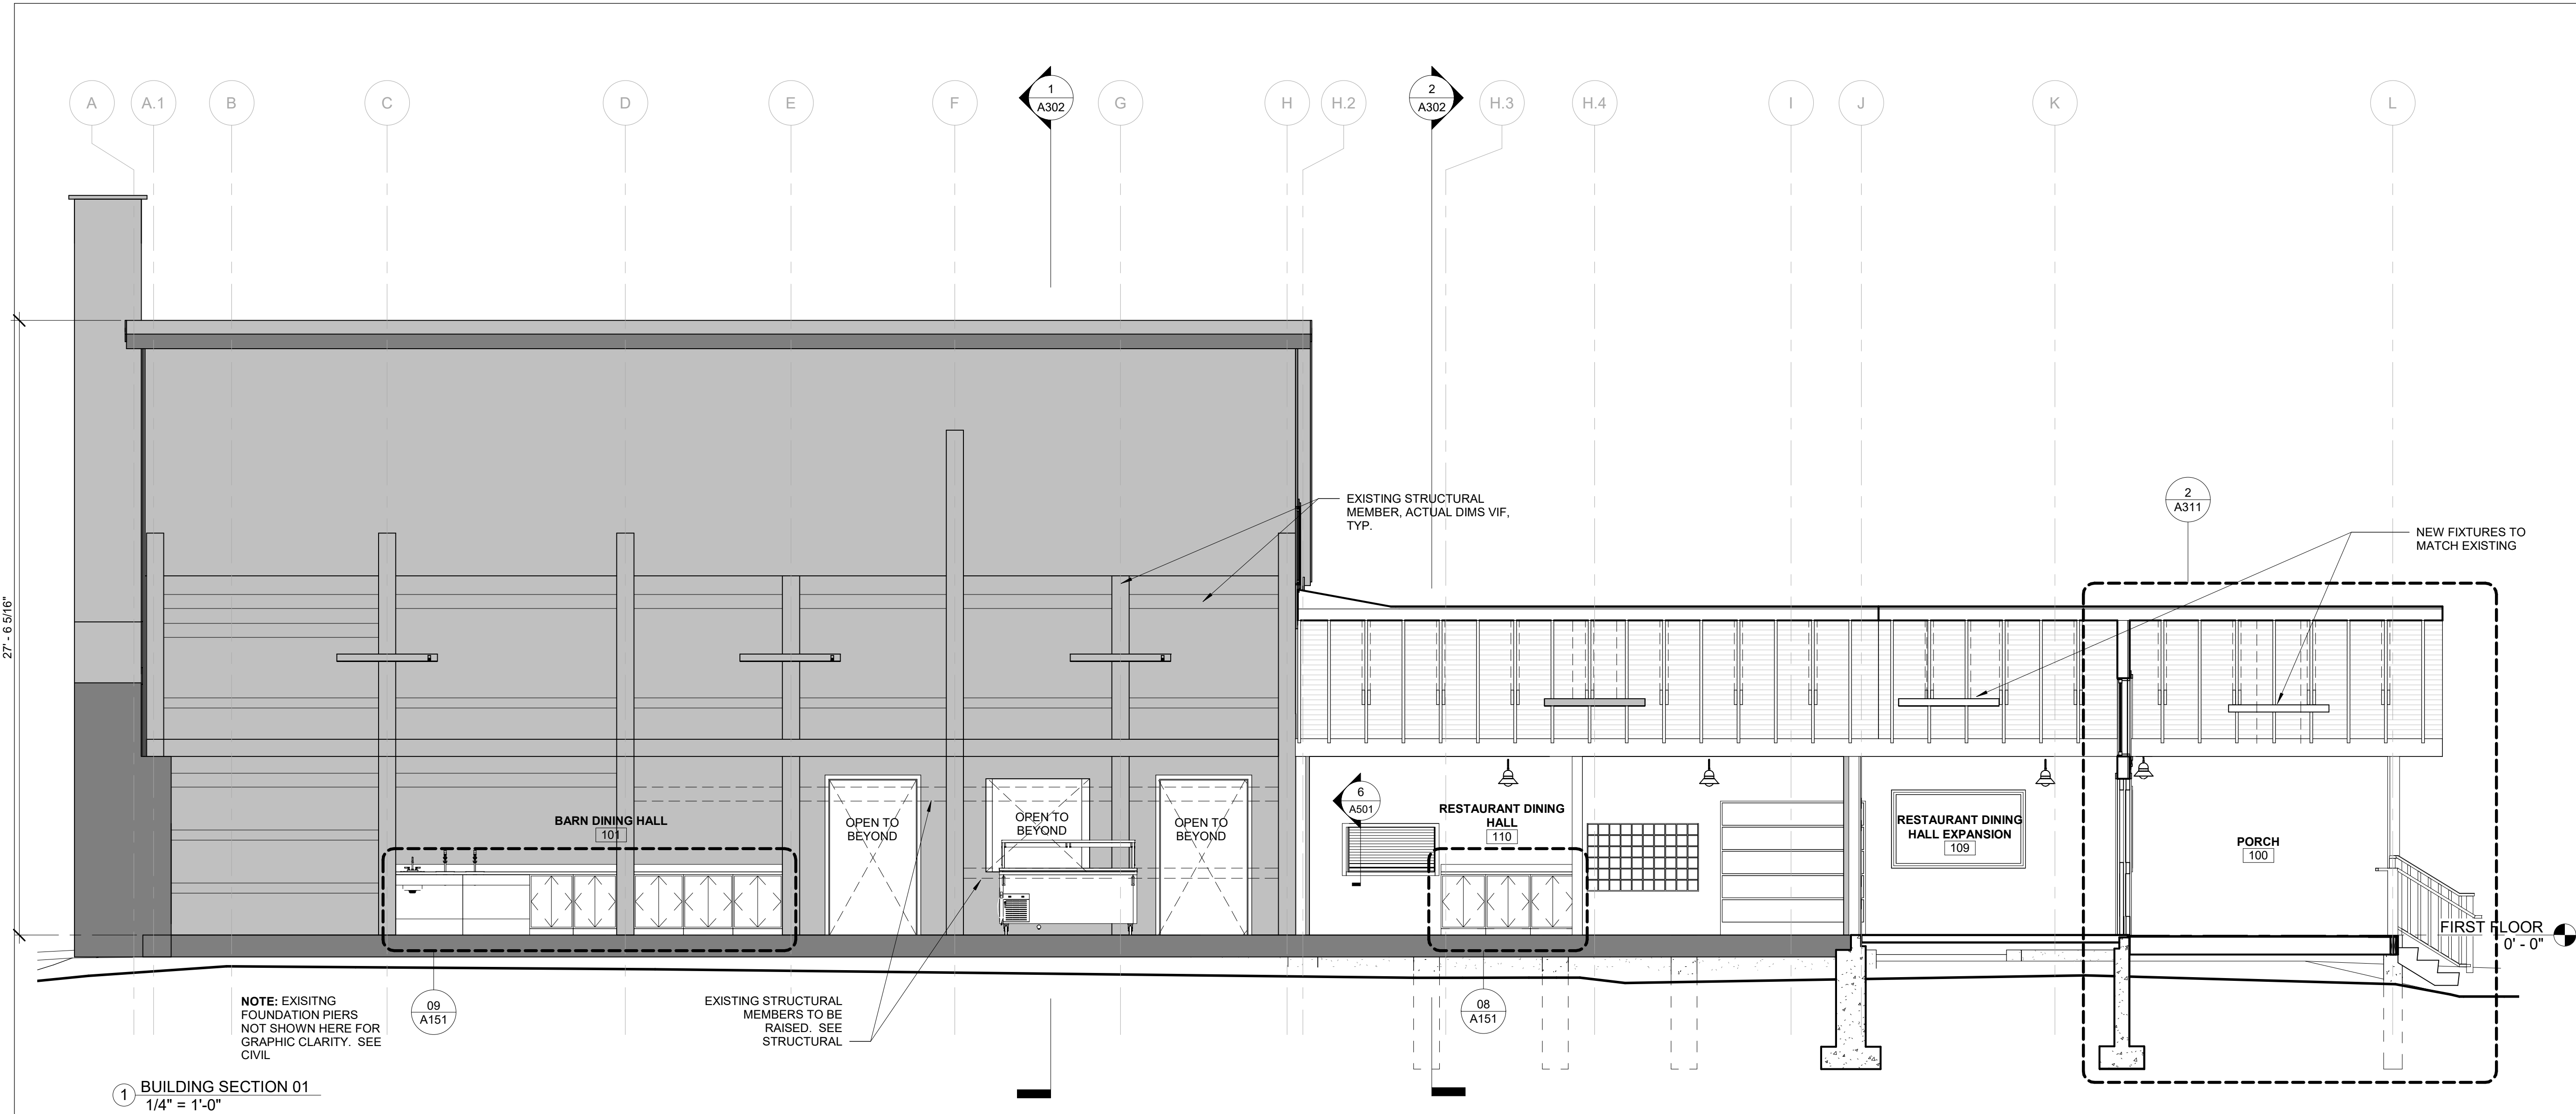 A
A.1
B
C
D
E
F
1
A302
G
H
H.2
2
A302
H.3
H.4
I
J
K
L
27' - 6 5/16"
EXISTING STRUCTURAL
MEMBER, ACTUAL DIMS VIF,
TYP.
2
A311
NEW FIXTURES TO
MATCH EXISTING
BARN DINING HALL
101
OPEN TO
BEYOND
OPEN TO
BEYOND
OPEN TO
BEYOND
6
A501
RESTAURANT DINING
HALL
110
RESTAURANT DINING
HALL EXPANSION
109
PORCH
100
FIRST FLOOR
0' - 0"
NOTE: EXISITNG
FOUNDATION PIERS
NOT SHOWN HERE FOR
GRAPHIC CLARITY. SEE
CIVIL
09
A151
EXISTING STRUCTURAL
MEMBERS TO BE
RAISED. SEE
STRUCTURAL
08
A151
1
BUILDING SECTION 01
1/4" = 1'-0"